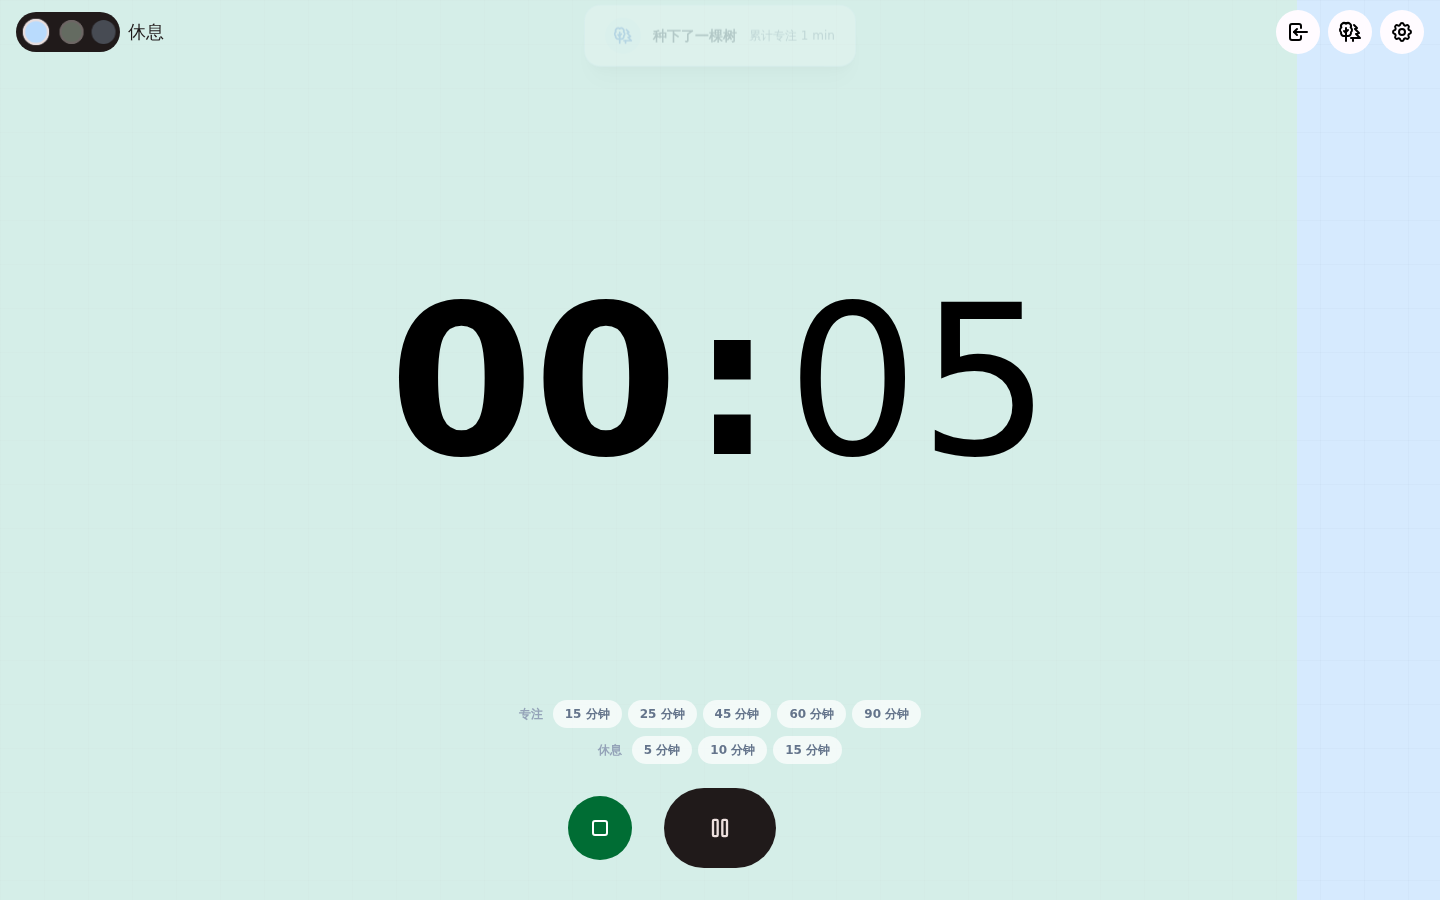 休息
种下了一棵树 累计专注 1 min
00:05
专注 15 分钟 25 分钟 45 分钟 60 分钟 90 分钟
休息 5 分钟 10 分钟 15 分钟